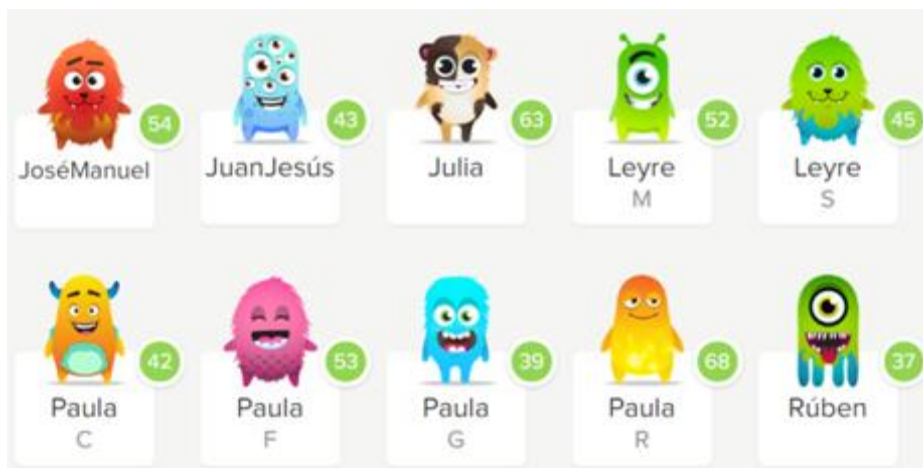 54 43 63 52 45
JoséManuel JuanJesús Julia Leyre Leyre
M S
42 53 39 68 37
Paula Paula Paula Paula Rúben
C F G R